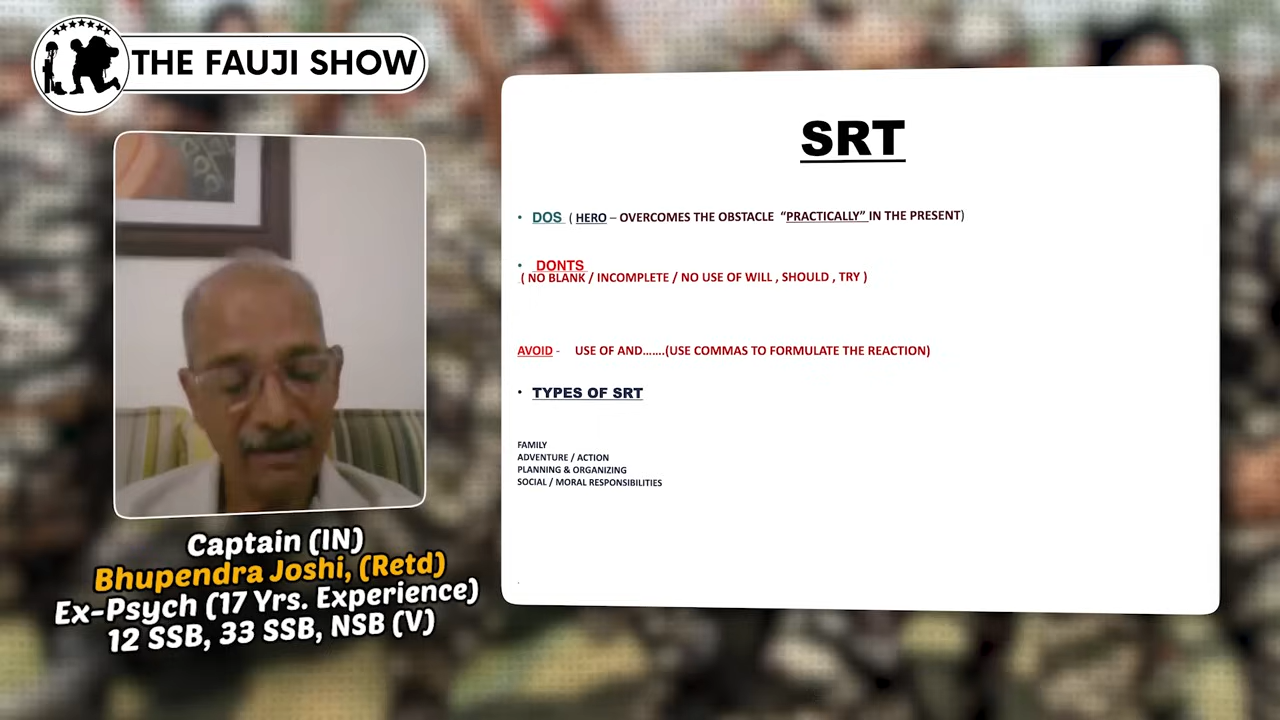 THE FAUJI SHOW
SRT
• DOS ( HERO – OVERCOMES THE OBSTACLE “PRACTICALLY” IN THE PRESENT)
• DONTS
( NO BLANK / INCOMPLETE / NO USE OF WILL , SHOULD , TRY )
AVOID - USE OF AND.......(USE COMMAS TO FORMULATE THE REACTION)
• TYPES OF SRT
FAMILY
ADVENTURE / ACTION
PLANNING & ORGANIZING
SOCIAL / MORAL RESPONSIBILITIES
Captain (IN)
Bhupendra Joshi, (Retd)
Ex-Psych (17 Yrs. Experience)
12 SSB, 33 SSB, NSB (V)